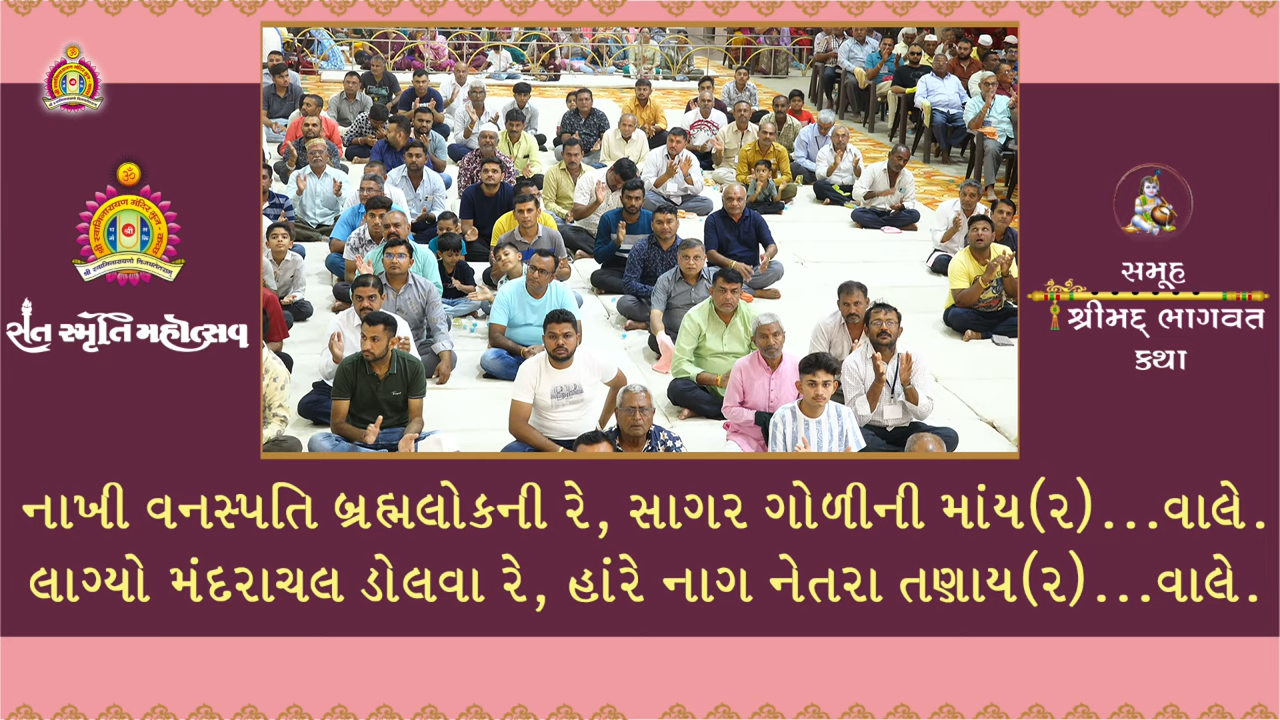 સંત સ્મૃતિ મહોત્સવ
સમૂહ
શ્રીમદ્ ભાગવત
કથા
નાખી વનસ્પતિ બ્રહ્મલોકની રે, સાગર ગોળીની માંય(૨)...વાલે.
લાગ્યો મંદરાચલ ડોલવા રે, હાંરે નાગ નેતરા તણાય(૨)...વાલે.